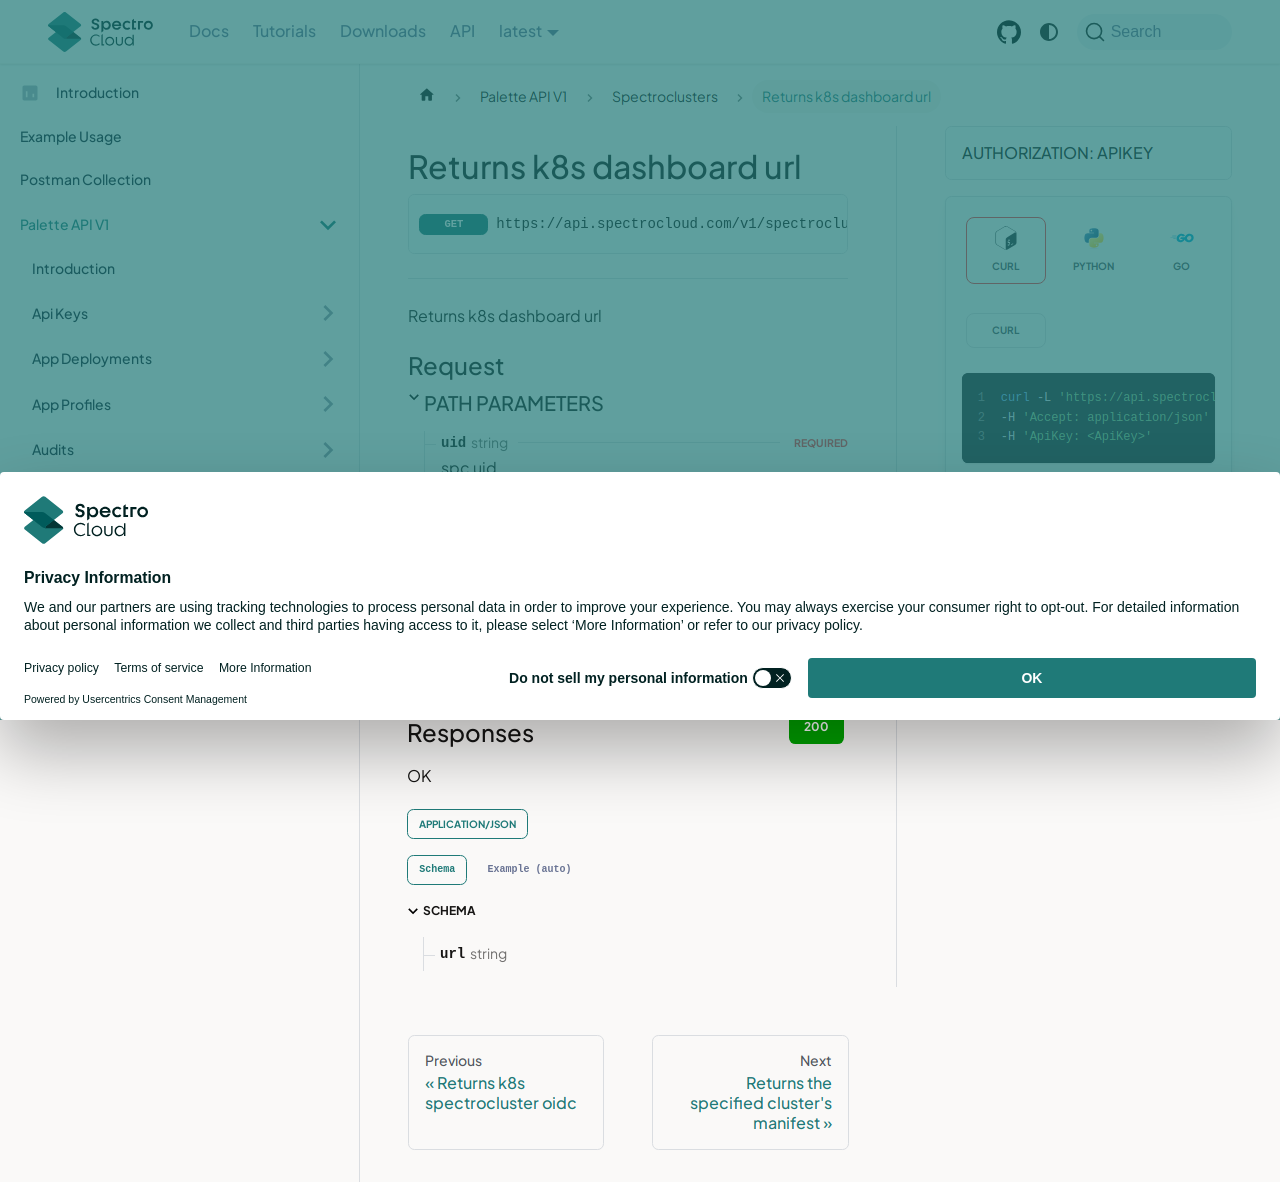 Spectro
Cloud
Docs
Tutorials
Downloads
API
latest
Search
Introduction
Example Usage
Postman Collection
Palette API V1
Introduction
Api Keys
App Deployments
App Profiles
Audits
Palette API V1
Spectroclusters
Returns k8s dashboard url
Returns k8s dashboard url
GET https://api.spectrocloud.com/v1/spectroclu
Returns k8s dashboard url
Request
PATH PARAMETERS
uid string REQUIRED
spc uid
AUTHORIZATION: APIKEY
CURL
PYTHON
GO
CURL
1 curl -L 'https://api.spectrocl
2 -H 'Accept: application/json'
3 -H 'ApiKey: <ApiKey>'
Spectro
Cloud
Privacy Information
We and our partners are using tracking technologies to process personal data in order to improve your experience. You may always exercise your consumer right to opt-out. For detailed information
about personal information we collect and third parties having access to it, please select ‘More Information’ or refer to our privacy policy.
Privacy policy
Terms of service
More Information
Do not sell my personal information
OK
Powered by Usercentrics Consent Management
Responses
200
OK
APPLICATION/JSON
Schema
Example (auto)
SCHEMA
url string
Previous
« Returns k8s
spectrocluster oidc
Next
Returns the
specified cluster's
manifest »